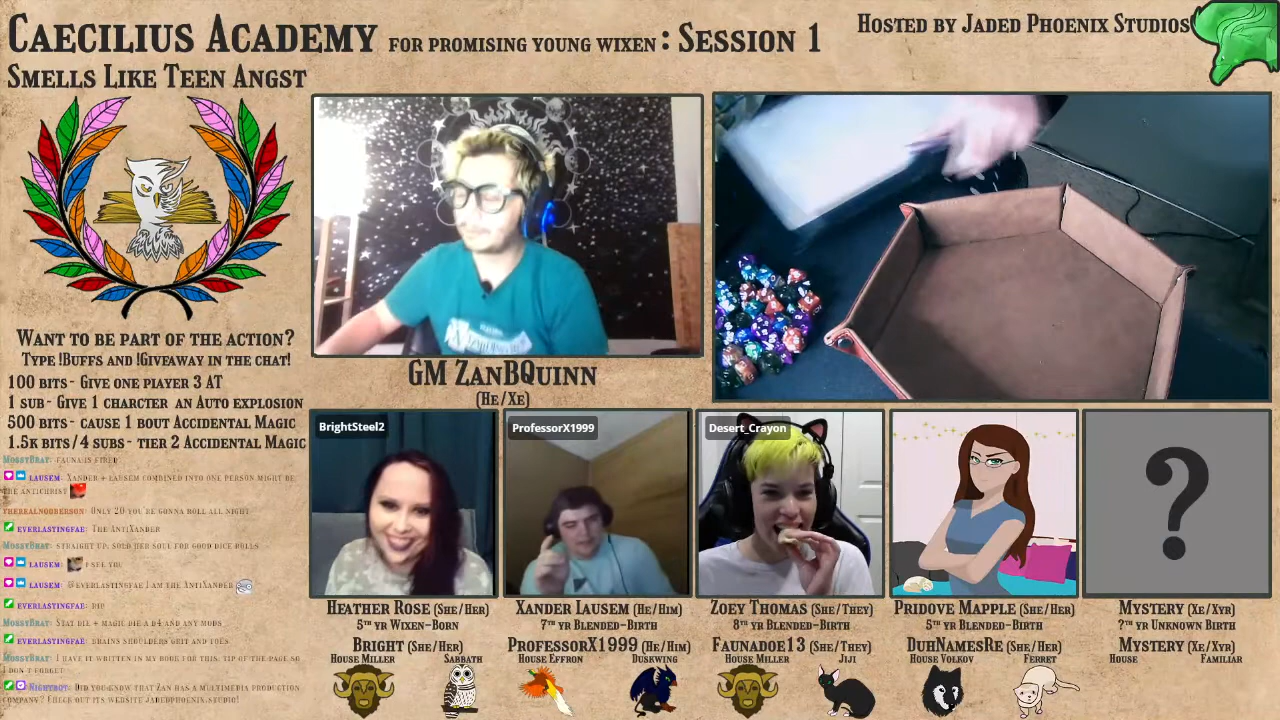 Caecilius Academy for promising young wixen: Session 1
Hosted by Jaded Phoenix Studios
Smells Like Teen Angst
Want to be part of the action?
Type !Buffs and !Giveaway in the chat!
100 bits - Give one player 3 AT
1 sub - Give 1 charcter an Auto explosion
500 bits - cause 1 bout Accidental Magic
1.5k bits/4 subs - tier 2 Accidental Magic
MossyBrat: Fauna is fired
Lausem: Xander + Lausem combined into one person might be
the antichrist
therealnobberson: Only 20 you're gonna roll all night
everlastingfae: The AntiXander
MossyBrat: straight up, sold her soul for good dice rolls
Lausem: I see you
Lausem: @everlastingfae I am the XantiXander
everlastingfae:
MossyBrat: Stat die + magic die a d4 and any mods
everlastingfae: brains shoulders grit and toes
MossyBrat: I have it written in my book for this. tip of the page so
I don't forget
Nightbot: Did you know that Zan has a multimedia production
company? Check out its website jadedphoenix.studio!
GM ZanBQuinn
(He/Xe)
BrightSteel2
ProfessorX1999
Desert_Crayon
?
Heather Rose (She/Her)
5th yr Wixen-Born
Bright (She/Her)
House Miller
Sabbath
Xander Lausem (He/Him)
7th yr Blended-Birth
ProfessorX1999 (He/Him)
House Effron
Duskwing
Zoey Thomas (She/They)
8th yr Blended-Birth
Faunadoe13 (She/They)
House Miller
Jiji
Pridove Mapple (She/Her)
5th yr Blended-Birth
DuhNamesRe (She/Her)
House Volkov
Ferret
Mystery (Xe/Xyr)
?th yr Unknown Birth
Mystery (Xe/Xyr)
House
Familiar